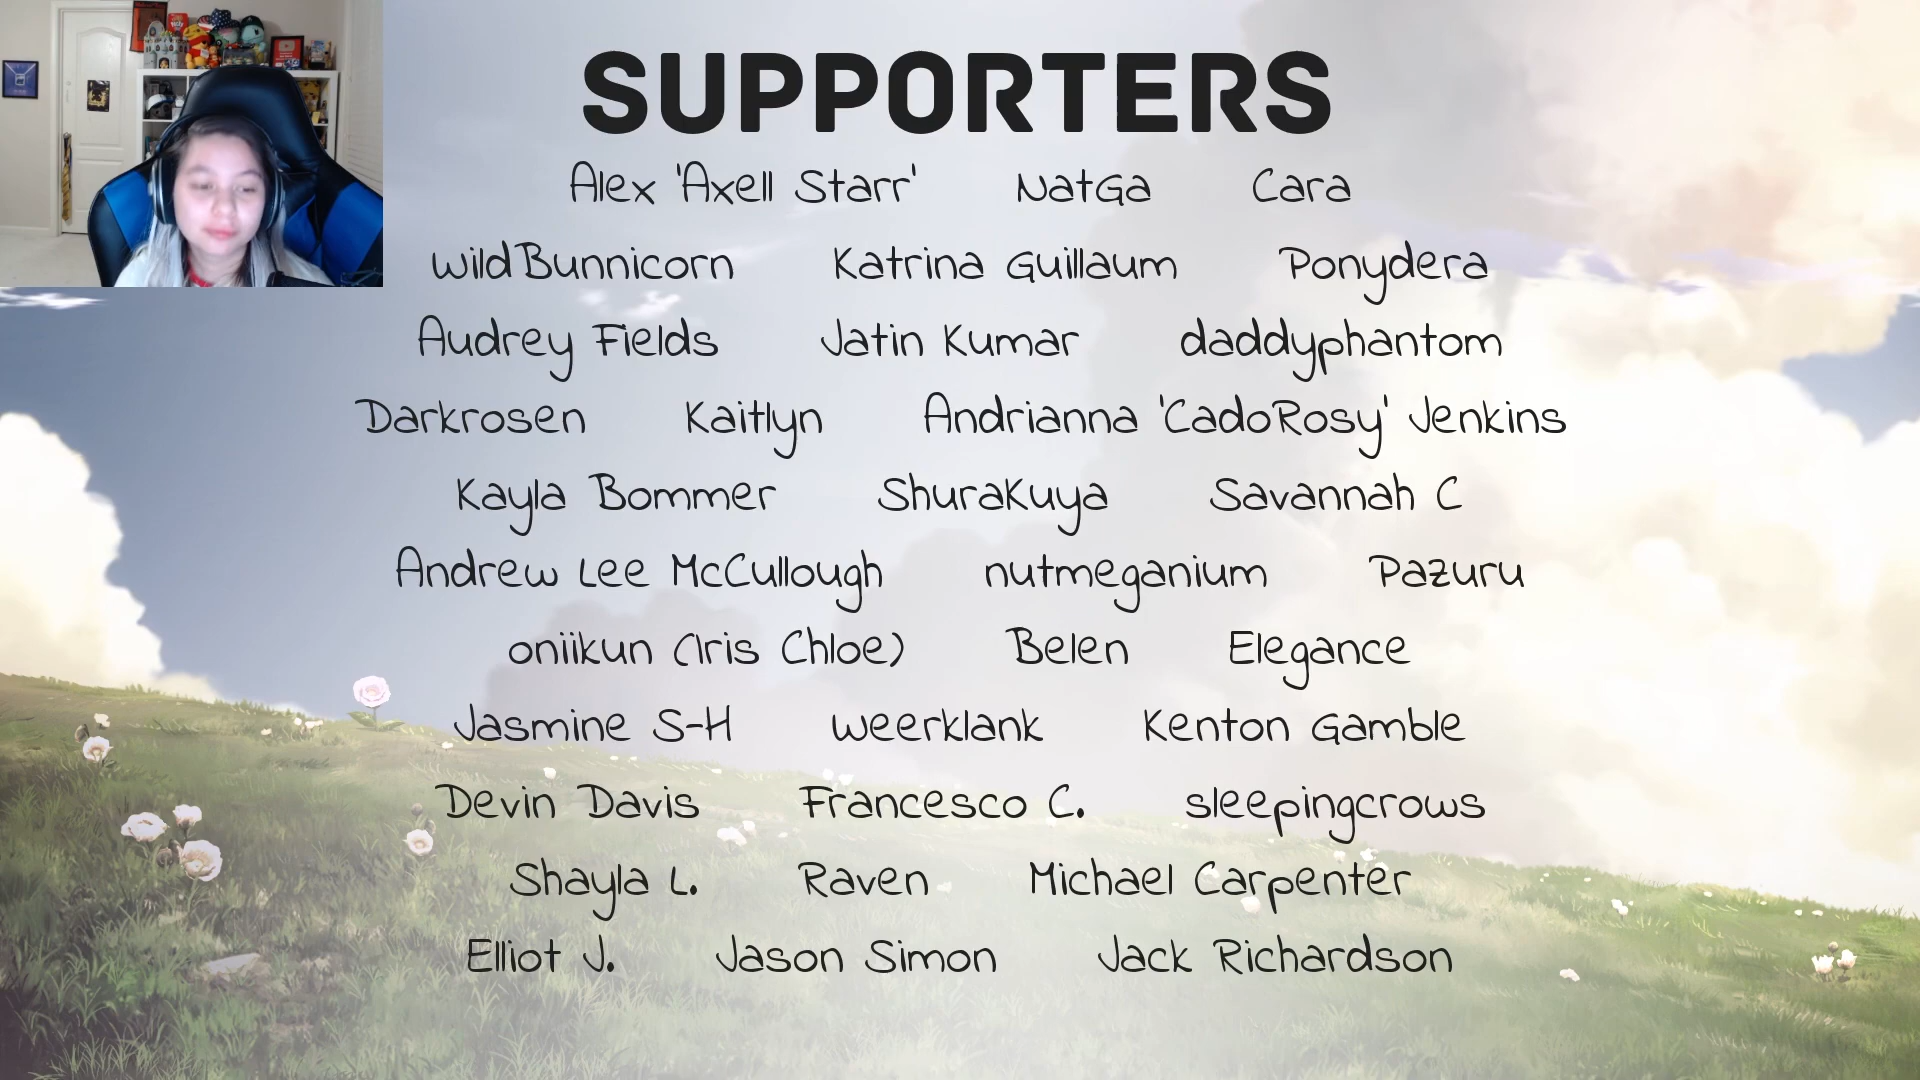 SUPPORTERS
Alex 'Axell Starr' NatGa Cara
wildBunnicorn Katrina Guillaum Ponydera
Audrey Fields Jatin Kumar daddyphantom
Darkrosen Kaitlyn Andrianna 'CadoRosy' Jenkins
Kayla Bommer ShuraKuya Savannah C
Andrew Lee McCullough nutmeganium Pazuru
oniikun (Iris Chloe) Belen Elegance
Jasmine S-H weerklank Kenton Gamble
Devin Davis Francesco C. sleepingcrows
Shayla L. Raven Michael Carpenter
Elliot J. Jason Simon Jack Richardson